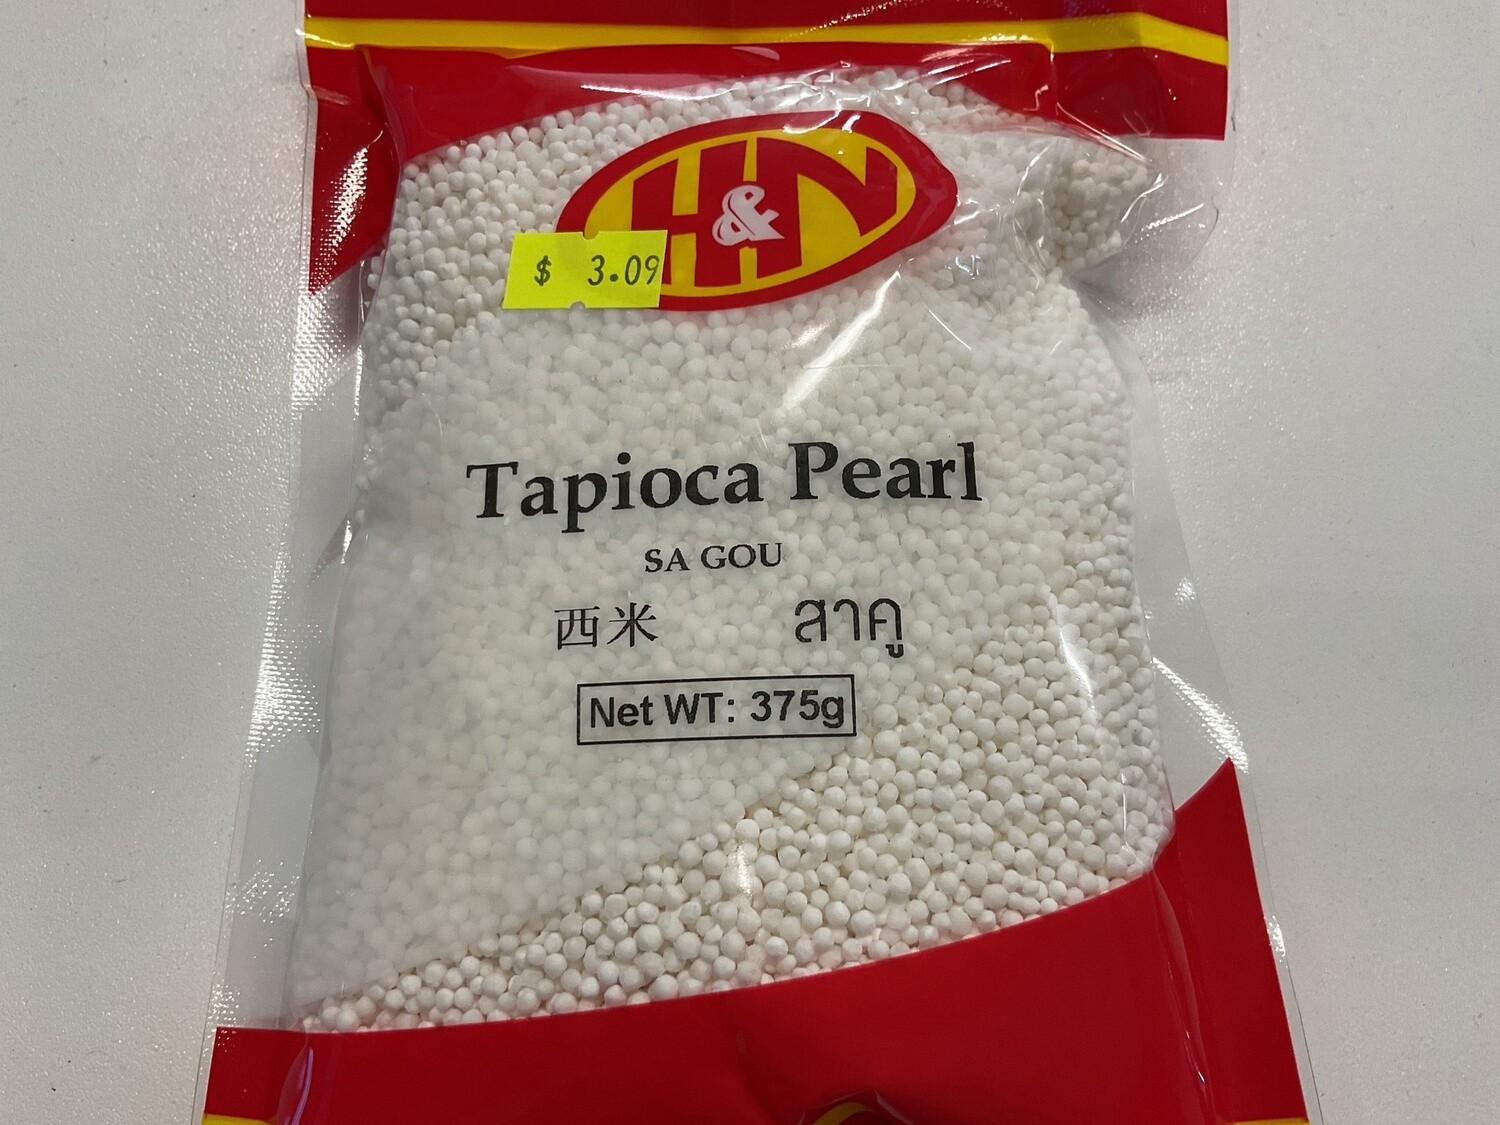 H&N
$ 3.09
Tapioca Pearl
SA GOU
西米 สาคู
Net WT: 375g